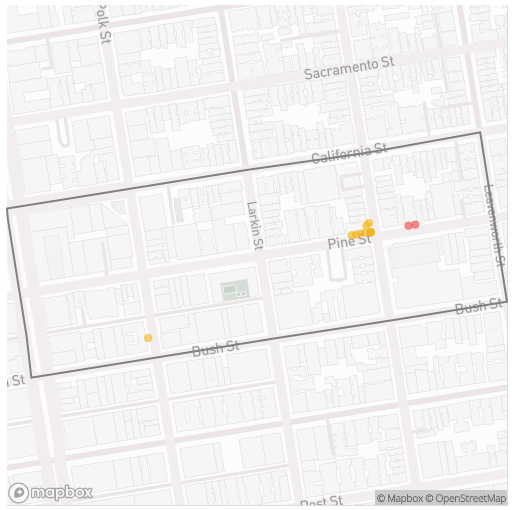 Polk St
Sacramento St
California St
Larkin St
Leavenworth St
Pine St
Bush St
Bush St
St
Post St
mapbox
© Mapbox © OpenStreetMap